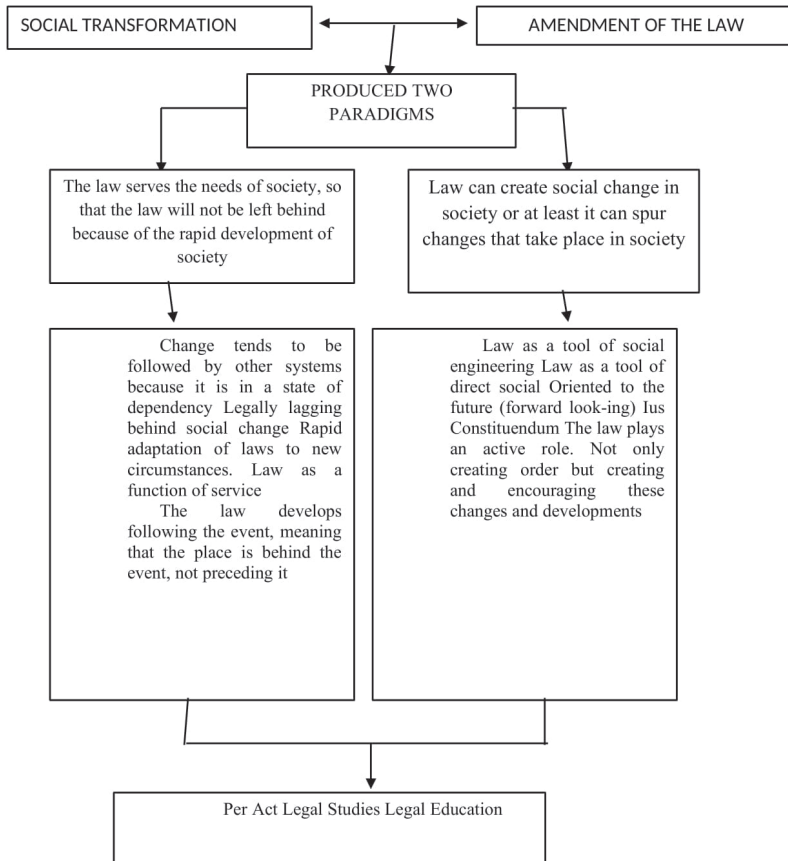 SOCIAL TRANSFORMATION
AMENDMENT OF THE LAW
PRODUCED TWO
PARADIGMS
The law serves the needs of society, so
that the law will not be left behind
because of the rapid development of
society
Law can create social change in
society or at least it can spur
changes that take place in society
Change tends to be
followed by other systems
because it is in a state of
dependency Legally lagging
behind social change Rapid
adaptation of laws to new
circumstances. Law as a
function of service
The law develops
following the event, meaning
that the place is behind the
event, not preceding it
Law as a tool of social
engineering Law as a tool of
direct social Oriented to the
future (forward look-ing) Ius
Constituendum The law plays
an active role. Not only
creating order but creating
and encouraging these
changes and developments
Per Act Legal Studies Legal Education